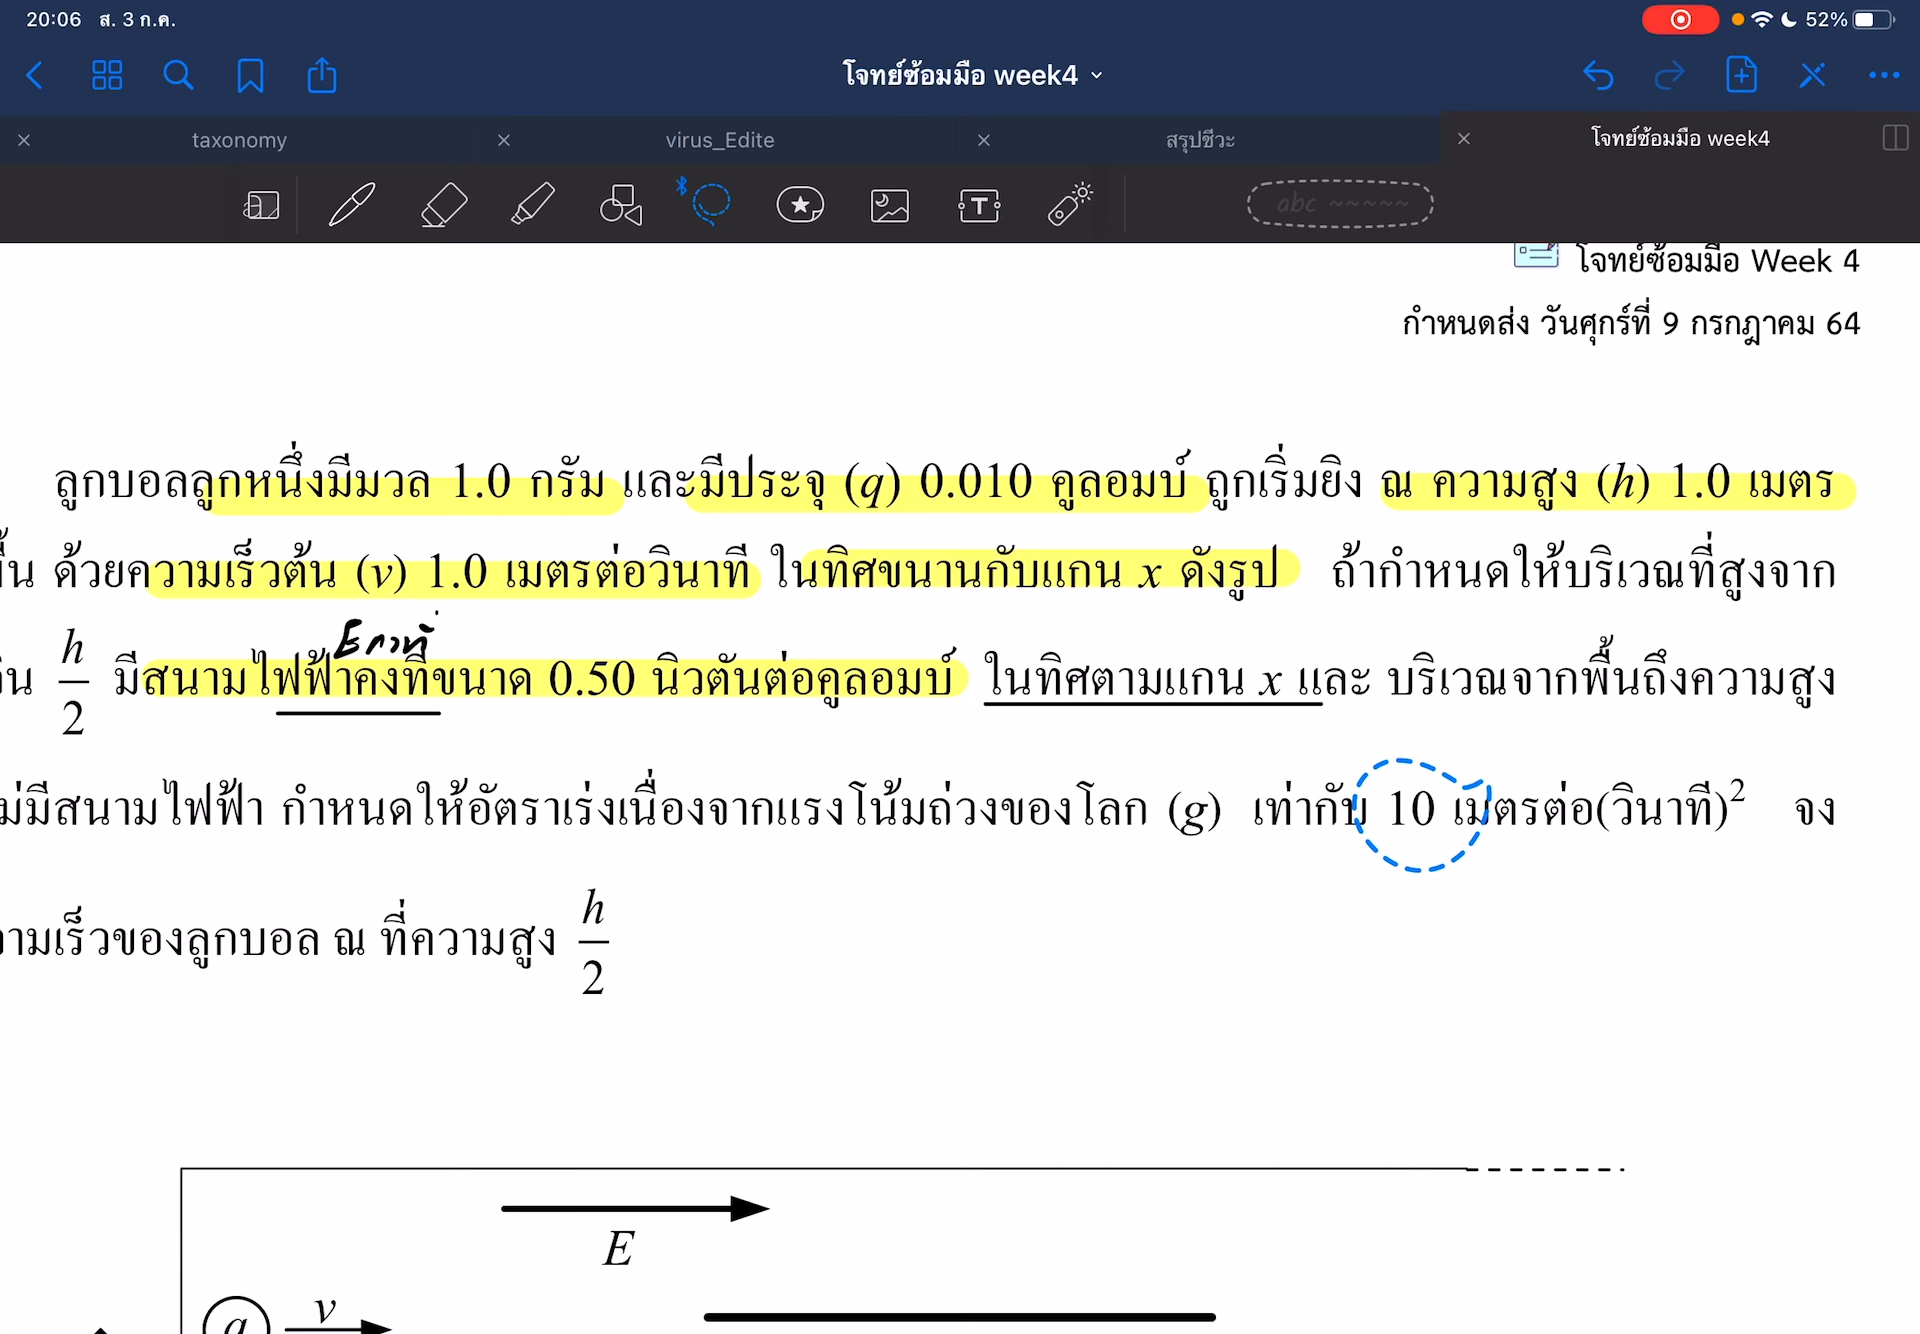 20:06 ส. 3 ก.ค. 52%
โจทย์ซ้อมมือ week4
taxonomy virus_Edite สรุปชีวะ โจทย์ซ้อมมือ week4
abc
โจทย์ซ้อมมือ Week 4
กำหนดส่ง วันศุกร์ที่ 9 กรกฎาคม 64
ลูกบอลลูกหนึ่งมีมวล 1.0 กรัม และมีประจุ (q) 0.010 คูลอมบ์ ถูกเริ่มยิง ณ ความสูง (h) 1.0 เมตร
ด้วยความเร็วต้น (v) 1.0 เมตรต่อวินาที ในทิศขนานกับแกน x ดังรูป ถ้ากำหนดให้บริเวณที่สูงจาก
E คงที่
h/2 มีสนามไฟฟ้าคงที่ขนาด 0.50 นิวตันต่อคูลอมบ์ ในทิศตามแกน x และ บริเวณจากพื้นถึงความสูง
ม่มีสนามไฟฟ้า กำหนดให้อัตราเร่งเนื่องจากแรงโน้มถ่วงของโลก (g) เท่ากับ 10 เมตรต่อ(วินาที)² จง
ามเร็วของลูกบอล ณ ที่ความสูง h/2
E
v
q